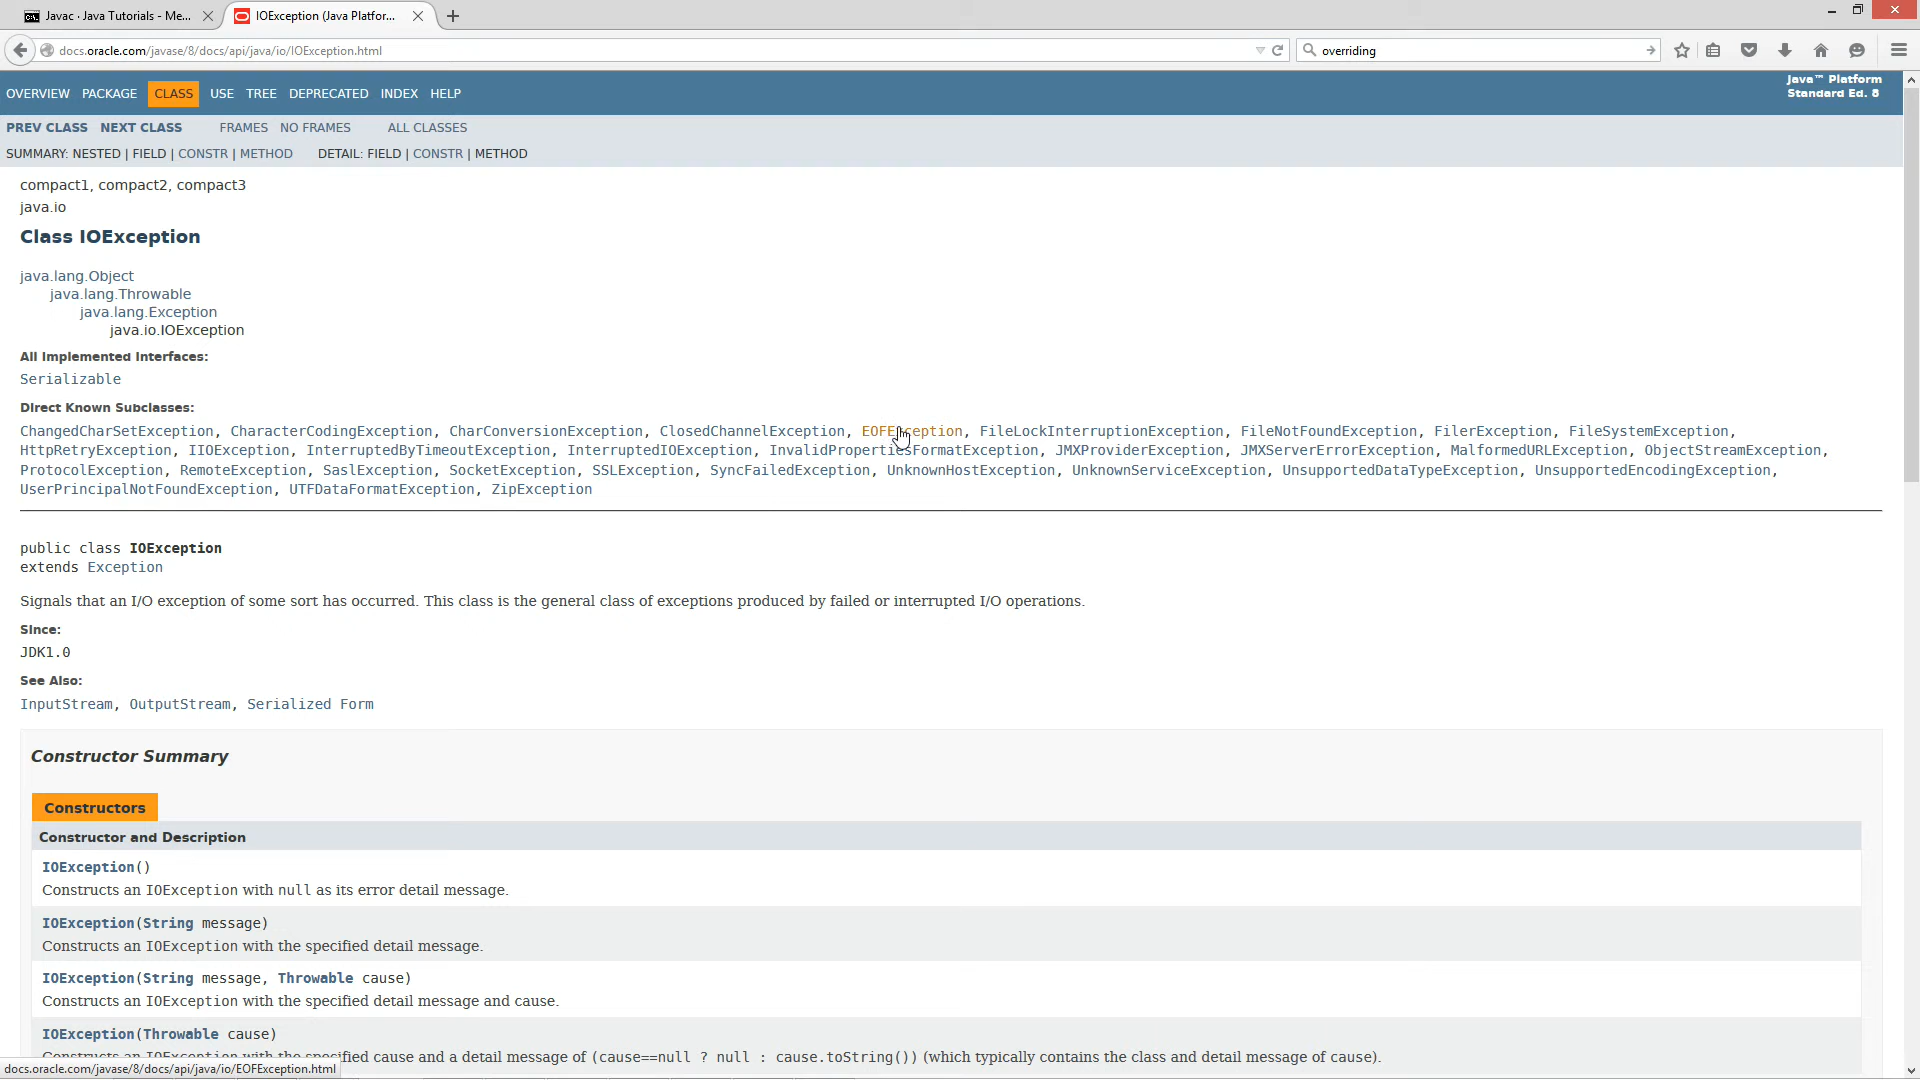 Javac · Java Tutorials - Me...
IOException (Java Platfor...
docs.oracle.com/javase/8/docs/api/java/io/IOException.html
overriding
OVERVIEW PACKAGE CLASS USE TREE DEPRECATED INDEX HELP
Java™ Platform
Standard Ed. 8
PREV CLASS NEXT CLASS FRAMES NO FRAMES ALL CLASSES
SUMMARY: NESTED | FIELD | CONSTR | METHOD DETAIL: FIELD | CONSTR | METHOD
compact1, compact2, compact3
java.io
Class IOException
java.lang.Object
java.lang.Throwable
java.lang.Exception
java.io.IOException
All Implemented Interfaces:
Serializable
Direct Known Subclasses:
ChangedCharSetException, CharacterCodingException, CharConversionException, ClosedChannelException, EOFException, FileLockInterruptionException, FileNotFoundException, FilerException, FileSystemException,
HttpRetryException, IIOException, InterruptedByTimeoutException, InterruptedIOException, InvalidPropertiesFormatException, JMXProviderException, JMXServerErrorException, MalformedURLException, ObjectStreamException,
ProtocolException, RemoteException, SaslException, SocketException, SSLException, SyncFailedException, UnknownHostException, UnknownServiceException, UnsupportedDataTypeException, UnsupportedEncodingException,
UserPrincipalNotFoundException, UTFDataFormatException, ZipException
public class IOException
extends Exception
Signals that an I/O exception of some sort has occurred. This class is the general class of exceptions produced by failed or interrupted I/O operations.
Since:
JDK1.0
See Also:
InputStream, OutputStream, Serialized Form
Constructor Summary
Constructors
Constructor and Description
IOException()
Constructs an IOException with null as its error detail message.
IOException(String message)
Constructs an IOException with the specified detail message.
IOException(String message, Throwable cause)
Constructs an IOException with the specified detail message and cause.
IOException(Throwable cause)
Constructs an IOException with the specified cause and a detail message of (cause==null ? null : cause.toString()) (which typically contains the class and detail message of cause).
docs.oracle.com/javase/8/docs/api/java/io/EOFException.html